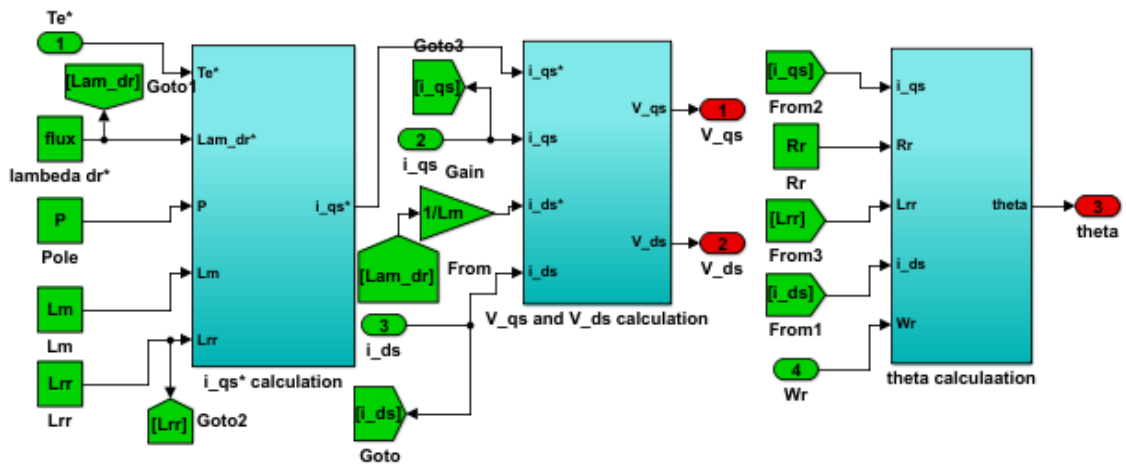 Te*
1
[Lam_dr]
Goto1
flux
lambeda dr*
P
Pole
Lm
Lm
Lrr
Lrr
[Lrr]
Goto2
Te*
Lam_dr*
P
Lm
Lrr
i_qs*
i_qs* calculation
Goto3
[i_qs]
2
i_qs
Gain
1/Lm
[Lam_dr]
From
3
i_ds
[i_ds]
Goto
i_qs*
i_qs
i_ds*
i_ds
V_qs
V_ds
V_qs and V_ds calculation
1
V_qs
2
V_ds
[i_qs]
From2
Rr
Rr
[Lrr]
From3
[i_ds]
From1
4
Wr
i_qs
Rr
Lrr
i_ds
Wr
theta
theta calculaation
3
theta